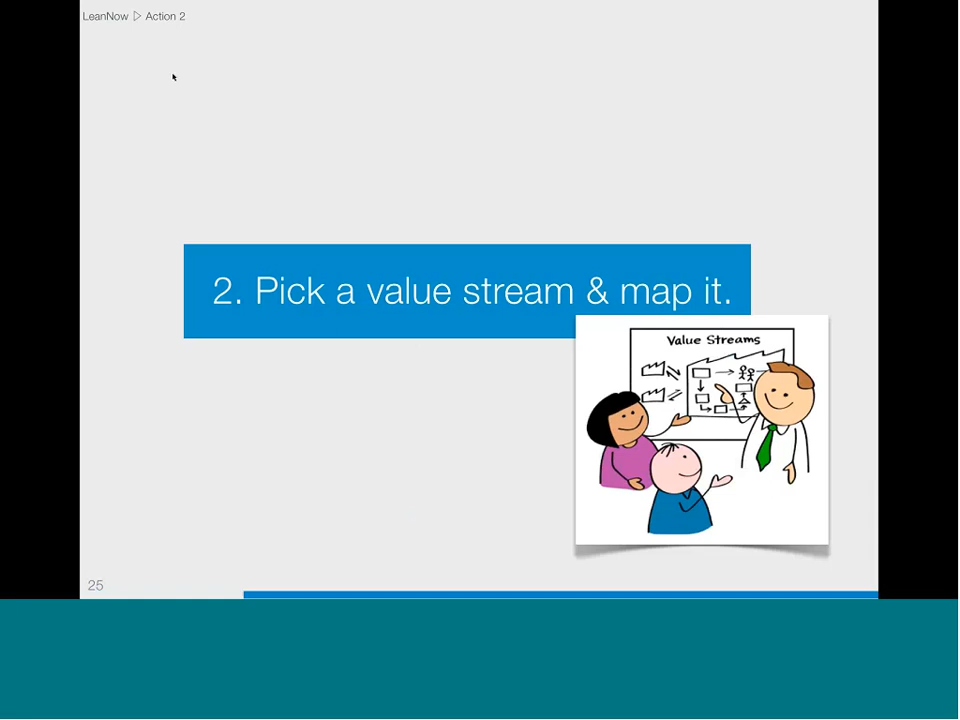 LeanNow ▷ Action 2
2. Pick a value stream & map it.
Value Streams
25